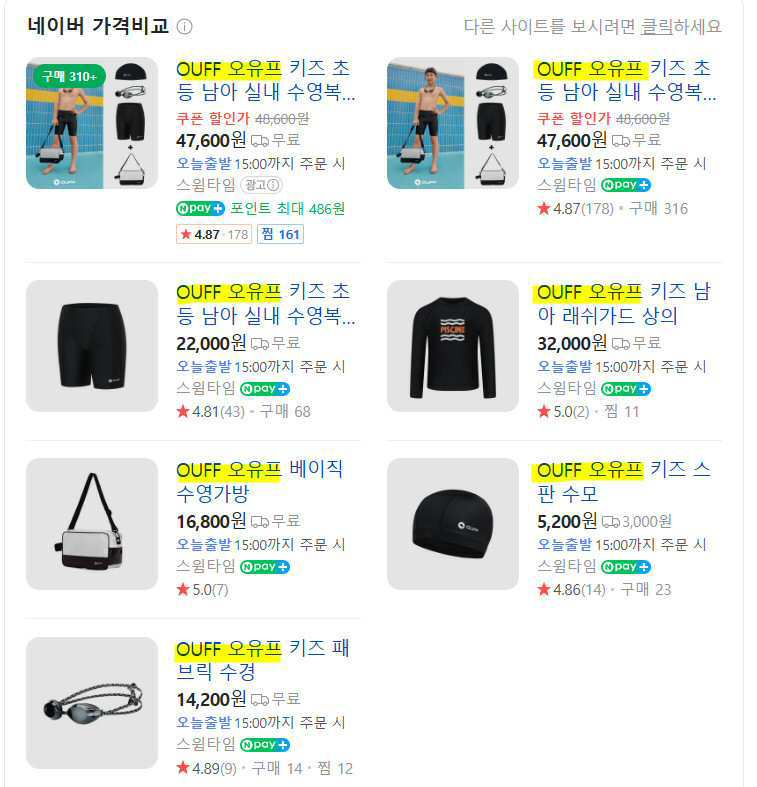 네이버 가격비교
다른 사이트를 보시려면 클릭하세요
구매 310+
OUFF
OUFF 오유프 키즈 초
등 남아 실내 수영복...
쿠폰 할인가 48,600원
47,600원 무료
오늘출발 15:00까지 주문 시
스윔타임 광고
N pay+ 포인트 최대 486원
★ 4.87 · 178 찜 161
OUFF
OUFF 오유프 키즈 초
등 남아 실내 수영복...
쿠폰 할인가 48,600원
47,600원 무료
오늘출발 15:00까지 주문 시
스윔타임 N pay+
★ 4.87(178) · 구매 316
OUFF 오유프 키즈 초
등 남아 실내 수영복...
22,000원 무료
오늘출발 15:00까지 주문 시
스윔타임 N pay+
★ 4.81(43) · 구매 68
PISCINE
OUFF 오유프 키즈 남
아 래쉬가드 상의
32,000원 무료
오늘출발 15:00까지 주문 시
스윔타임 N pay+
★ 5.0(2) · 찜 11
OUFF 오유프 베이직
수영가방
16,800원 무료
오늘출발 15:00까지 주문 시
스윔타임 N pay+
★ 5.0(7)
OUFF
OUFF 오유프 키즈 스
판 수모
5,200원 3,000원
오늘출발 15:00까지 주문 시
스윔타임 N pay+
★ 4.86(14) · 구매 23
OUFF 오유프 키즈 패
브릭 수경
14,200원 무료
오늘출발 15:00까지 주문 시
스윔타임 N pay+
★ 4.89(9) · 구매 14 · 찜 12